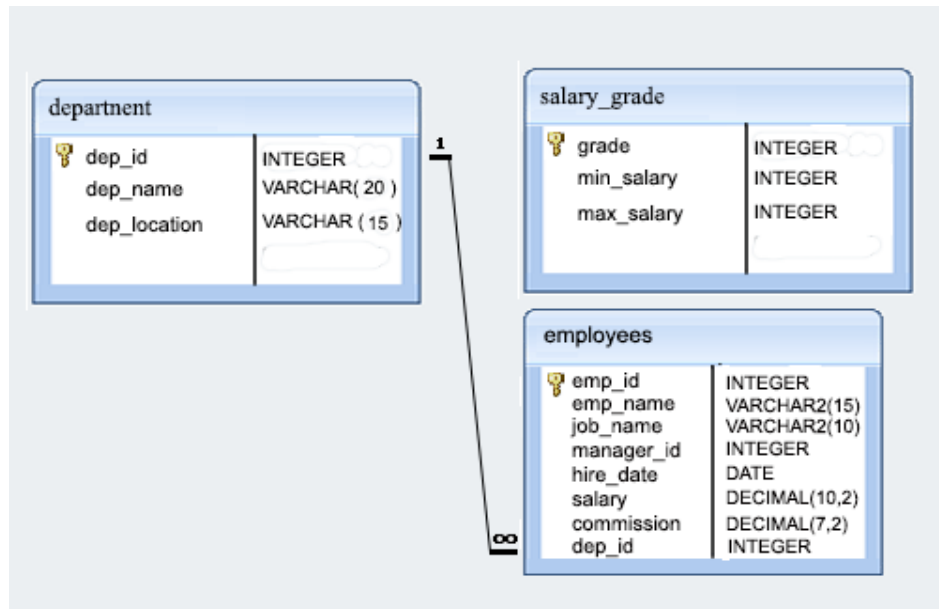 department
dep_id INTEGER
dep_name VARCHAR( 20 )
dep_location VARCHAR ( 15 )
1
salary_grade
grade INTEGER
min_salary INTEGER
max_salary INTEGER
employees
emp_id INTEGER
emp_name VARCHAR2(15)
job_name VARCHAR2(10)
manager_id INTEGER
hire_date DATE
salary DECIMAL(10,2)
commission DECIMAL(7,2)
dep_id INTEGER
∞